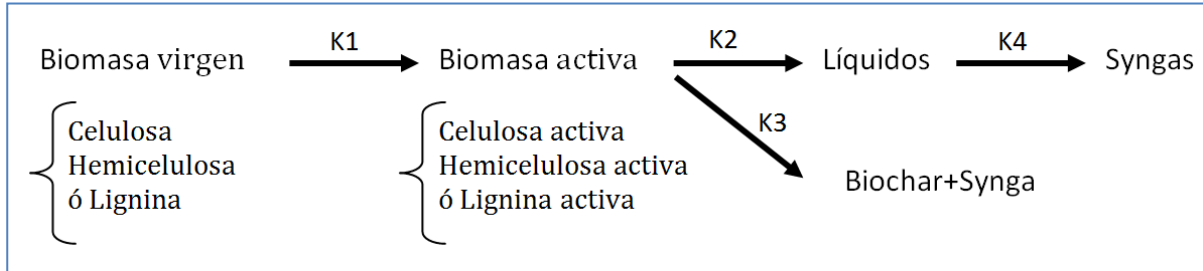 K1 K2 K4
Biomasa virgen Biomasa activa Líquidos Syngas
K3
Celulosa Celulosa activa
Hemicelulosa Hemicelulosa activa
ó Lignina ó Lignina activa
Biochar+Synga